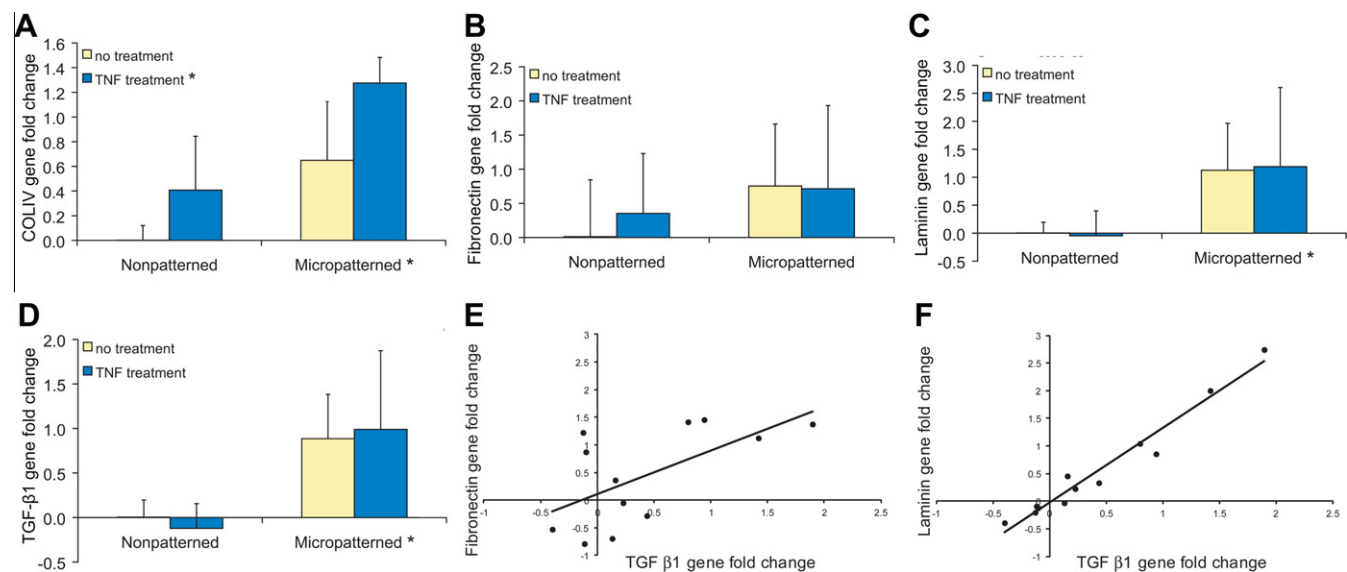 A
COLIV gene fold change
1.6
1.4
1.2
1.0
0.8
0.6
0.4
0.2
0.0
no treatment
TNF treatment *
Nonpatterned
Micropatterned *
B
Fibronectin gene fold change
2.5
2.0
1.5
1.0
0.5
0.0
no treatment
TNF treatment
Nonpatterned
Micropatterned
C
Laminin gene fold change
3.0
2.5
2.0
1.5
1.0
0.5
0.0
-0.5
no treatment
TNF treatment
Nonpatterned
Micropatterned *
D
TGF-β1 gene fold change
2.0
1.5
1.0
0.5
0.0
-0.5
no treatment
TNF treatment
Nonpatterned
Micropatterned *
E
Fibronectin gene fold change
3
2.5
2
1.5
1
0.5
0
-0.5
-1
-1
-0.5
0
0.5
1
1.5
2
2.5
TGF β1 gene fold change
F
Laminin gene fold change
3
2.5
2
1.5
1
0.5
0
-0.5
-1
-1
-0.5
0
0.5
1
1.5
2
2.5
TGF β1 gene fold change